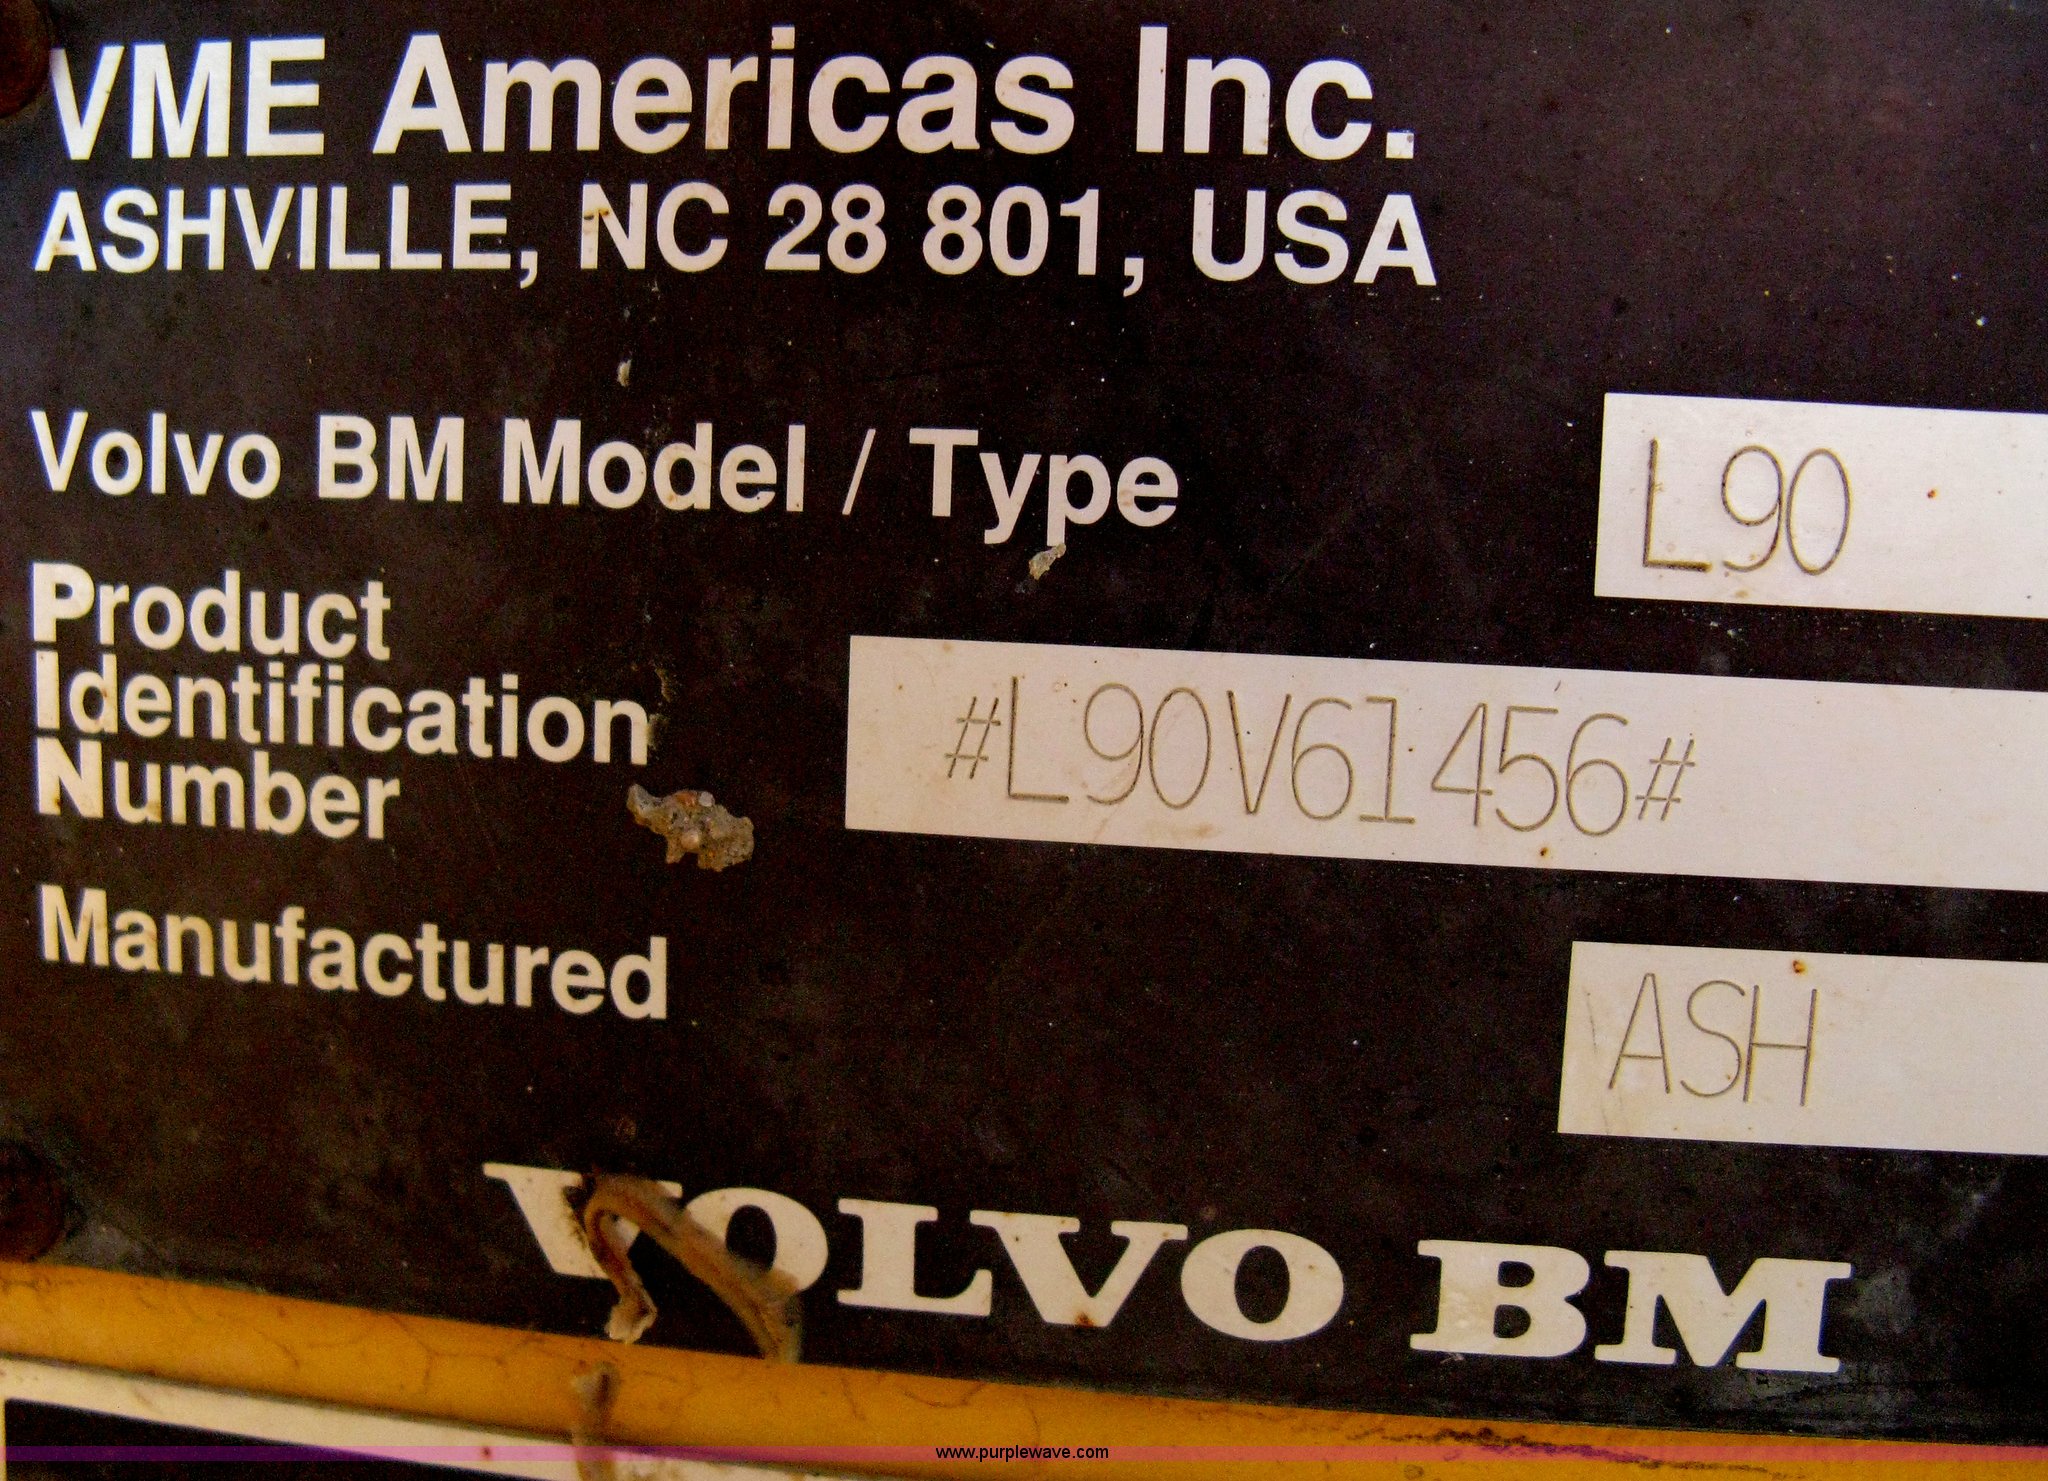 VME Americas Inc.
ASHVILLE, NC 28 801, USA
Volvo BM Model / Type L90
Product
Identification
Number #L90V61456#
Manufactured ASH
VOLVO BM
www.purplewave.com